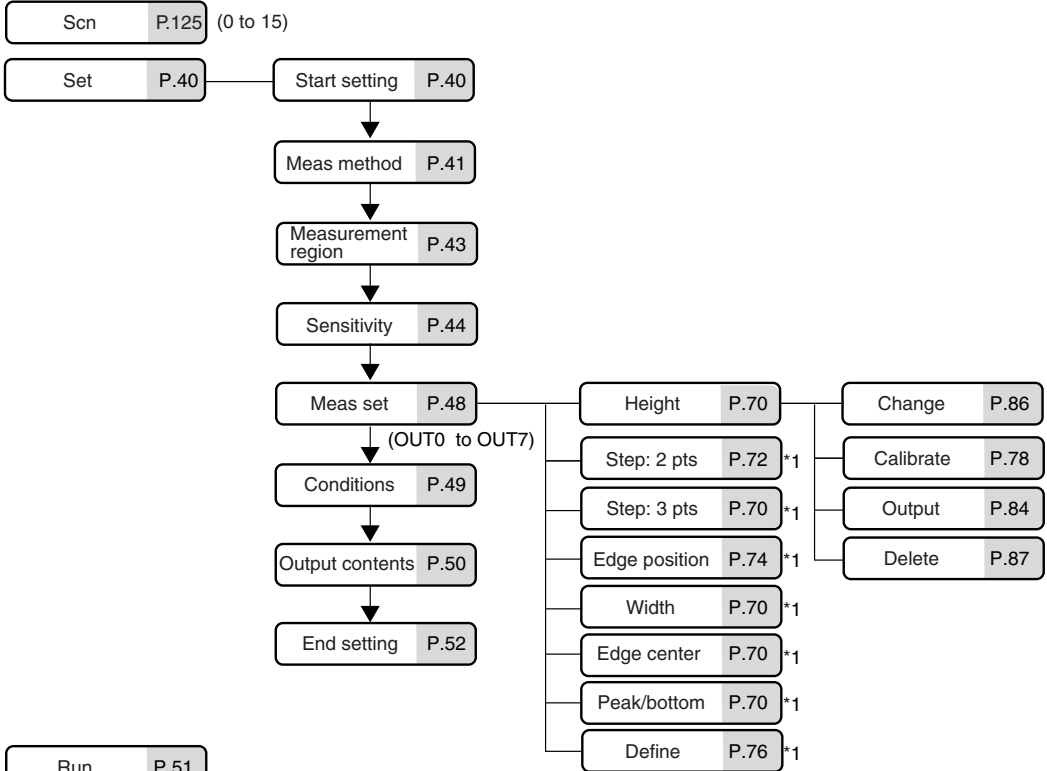 Scn P.125 (0 to 15)
Set P.40
Start setting P.40
Meas method P.41
Measurement
region P.43
Sensitivity P.44
Meas set P.48
(OUT0 to OUT7)
Conditions P.49
Output contents P.50
End setting P.52
Height P.70
Step: 2 pts P.72 *1
Step: 3 pts P.70 *1
Edge position P.74 *1
Width P.70 *1
Edge center P.70 *1
Peak/bottom P.70 *1
Define P.76 *1
Change P.86
Calibrate P.78
Output P.84
Delete P.87
Run P.51